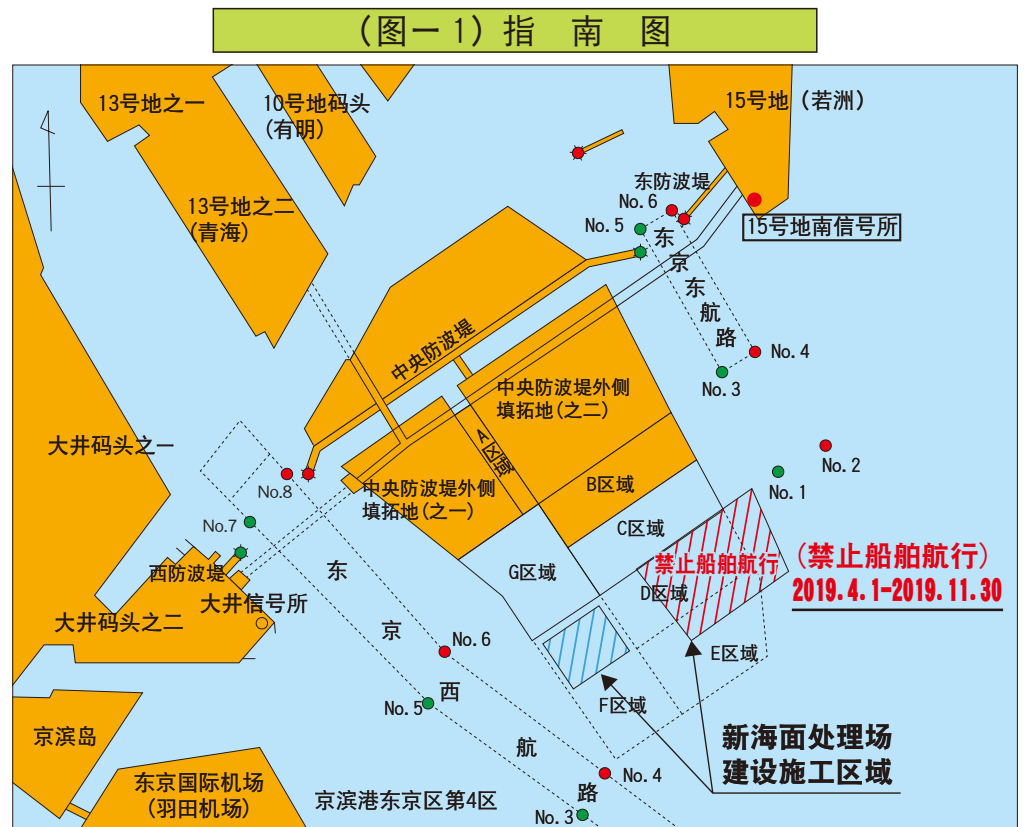 (图一1) 指 南 图
13号地之一
10号地码头
(有明)
15号地 (若洲)
13号地之二
(青海)
东防波堤
No.6
No.5
15号地南信号所
东京东航路
No.4
No.3
中央防波堤
中央防波堤外侧
填拓地(之二)
No.2
No.1
大井码头之一
A区域
B区域
No.8
中央防波堤外侧
填拓地(之一)
No.7
C区域
G区域
禁止船舶航行
(禁止船舶航行)
2019.4.1-2019.11.30
D区域
西防波堤
大井信号所
大井码头之二
东京西航路
No.6
E区域
No.5
F区域
京滨岛
新海面处理场
建设施工区域
东京国际机场
(羽田机场)
京滨港东京区第4区
No.4
No.3